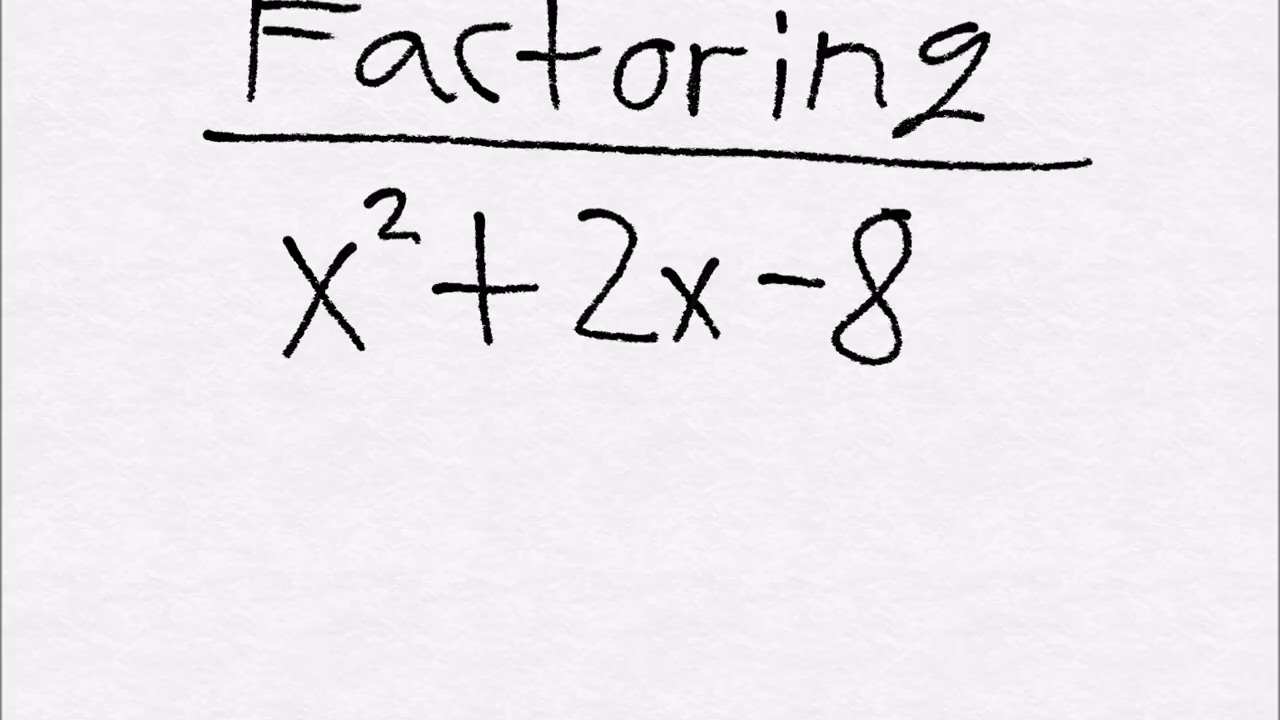 Factoring
x² + 2x - 8